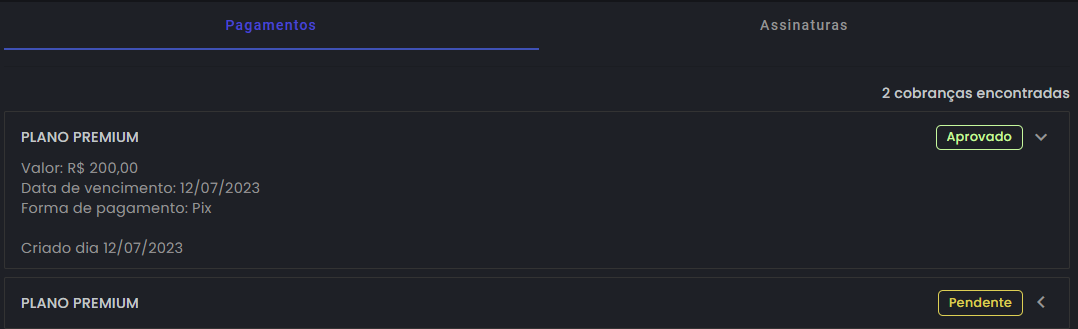 Pagamentos
Assinaturas
2 cobranças encontradas
PLANO PREMIUM
Aprovado
Valor: R$ 200,00
Data de vencimento: 12/07/2023
Forma de pagamento: Pix
Criado dia 12/07/2023
PLANO PREMIUM
Pendente